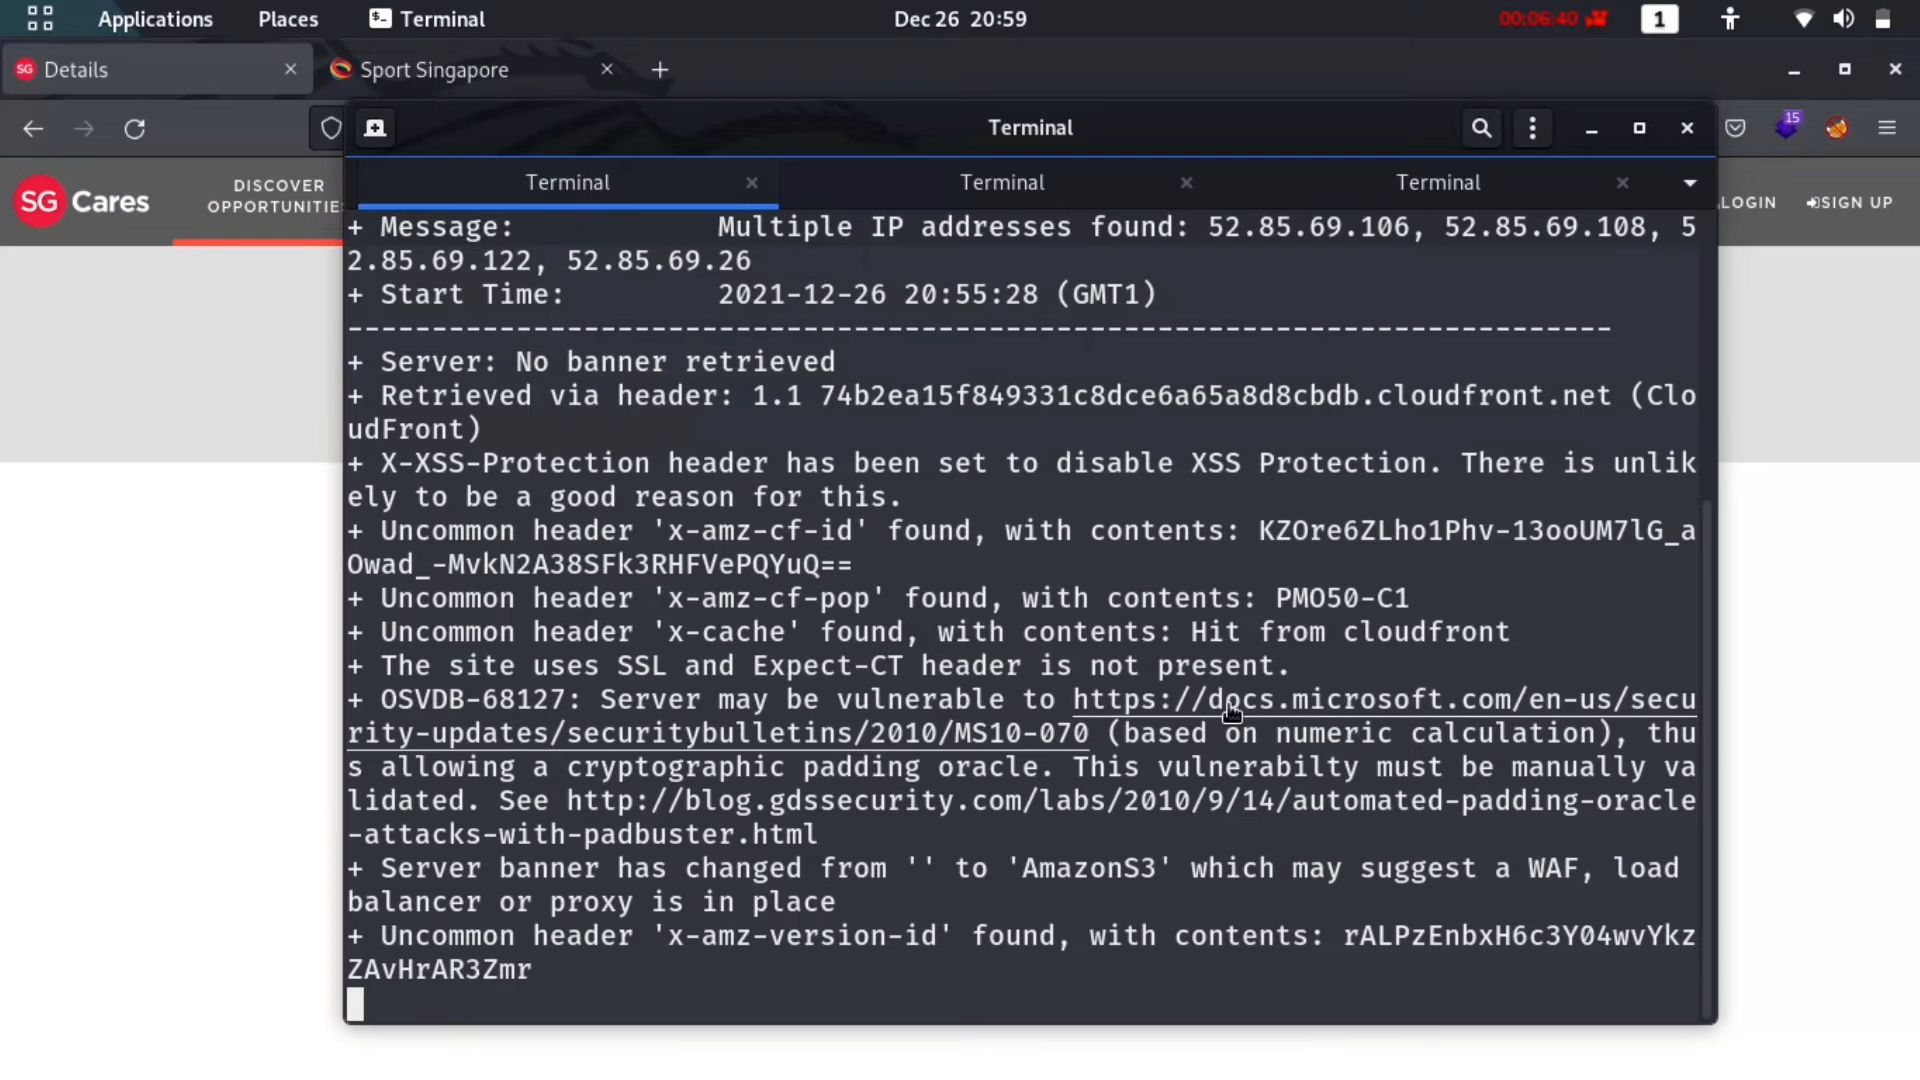 Applications Places Terminal Dec 26 20:59 00:06:40 1
SG Details Sport Singapore
Terminal
15
SG Cares DISCOVER OPPORTUNITIE LOGIN SIGN UP
Terminal Terminal Terminal
+ Message: Multiple IP addresses found: 52.85.69.106, 52.85.69.108, 5
2.85.69.122, 52.85.69.26
+ Start Time: 2021-12-26 20:55:28 (GMT1)
---------------------------------------------------------------------------
+ Server: No banner retrieved
+ Retrieved via header: 1.1 74b2ea15f849331c8dce6a65a8d8cbdb.cloudfront.net (Clo
udFront)
+ X-XSS-Protection header has been set to disable XSS Protection. There is unlik
ely to be a good reason for this.
+ Uncommon header 'x-amz-cf-id' found, with contents: KZOre6ZLho1Phv-13ooUM7lG_a
Owad_-MvkN2A38SFk3RHFVePQYuQ==
+ Uncommon header 'x-amz-cf-pop' found, with contents: PMO50-C1
+ Uncommon header 'x-cache' found, with contents: Hit from cloudfront
+ The site uses SSL and Expect-CT header is not present.
+ OSVDB-68127: Server may be vulnerable to https://docs.microsoft.com/en-us/secu
rity-updates/securitybulletins/2010/MS10-070 (based on numeric calculation), thu
s allowing a cryptographic padding oracle. This vulnerabilty must be manually va
lidated. See http://blog.gdssecurity.com/labs/2010/9/14/automated-padding-oracle
-attacks-with-padbuster.html
+ Server banner has changed from '' to 'AmazonS3' which may suggest a WAF, load
balancer or proxy is in place
+ Uncommon header 'x-amz-version-id' found, with contents: rALPzEnbxH6c3Y04wvYkz
ZAvHrAR3Zmr